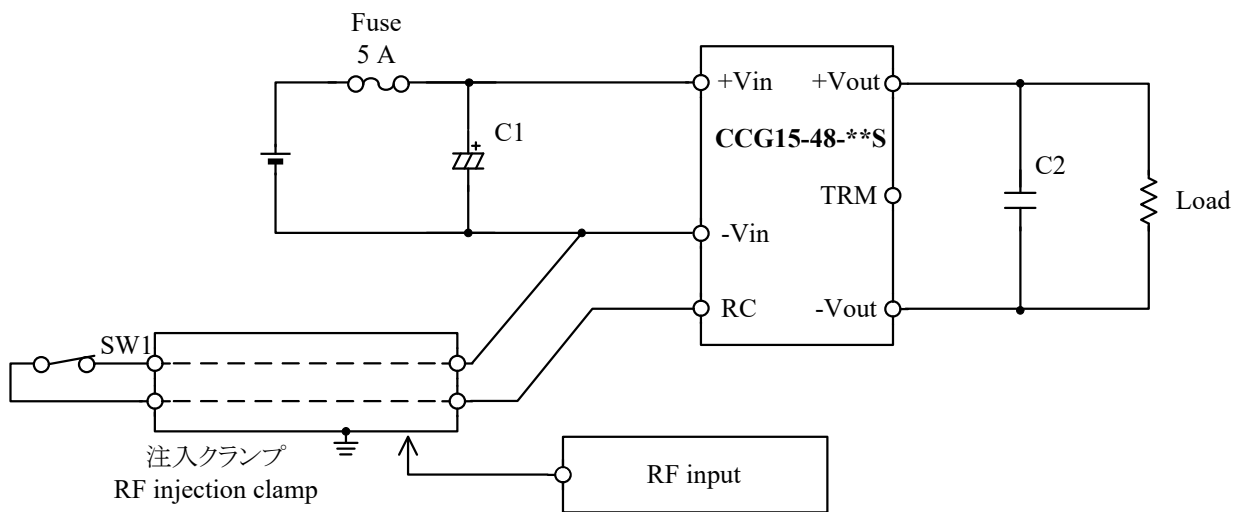 Fuse
5 A
+Vin
+Vout
C1
+
CCG15-48-**S
C2
TRM
Load
-Vin
RC
-Vout
SW1
注入クランプ
RF injection clamp
RF input